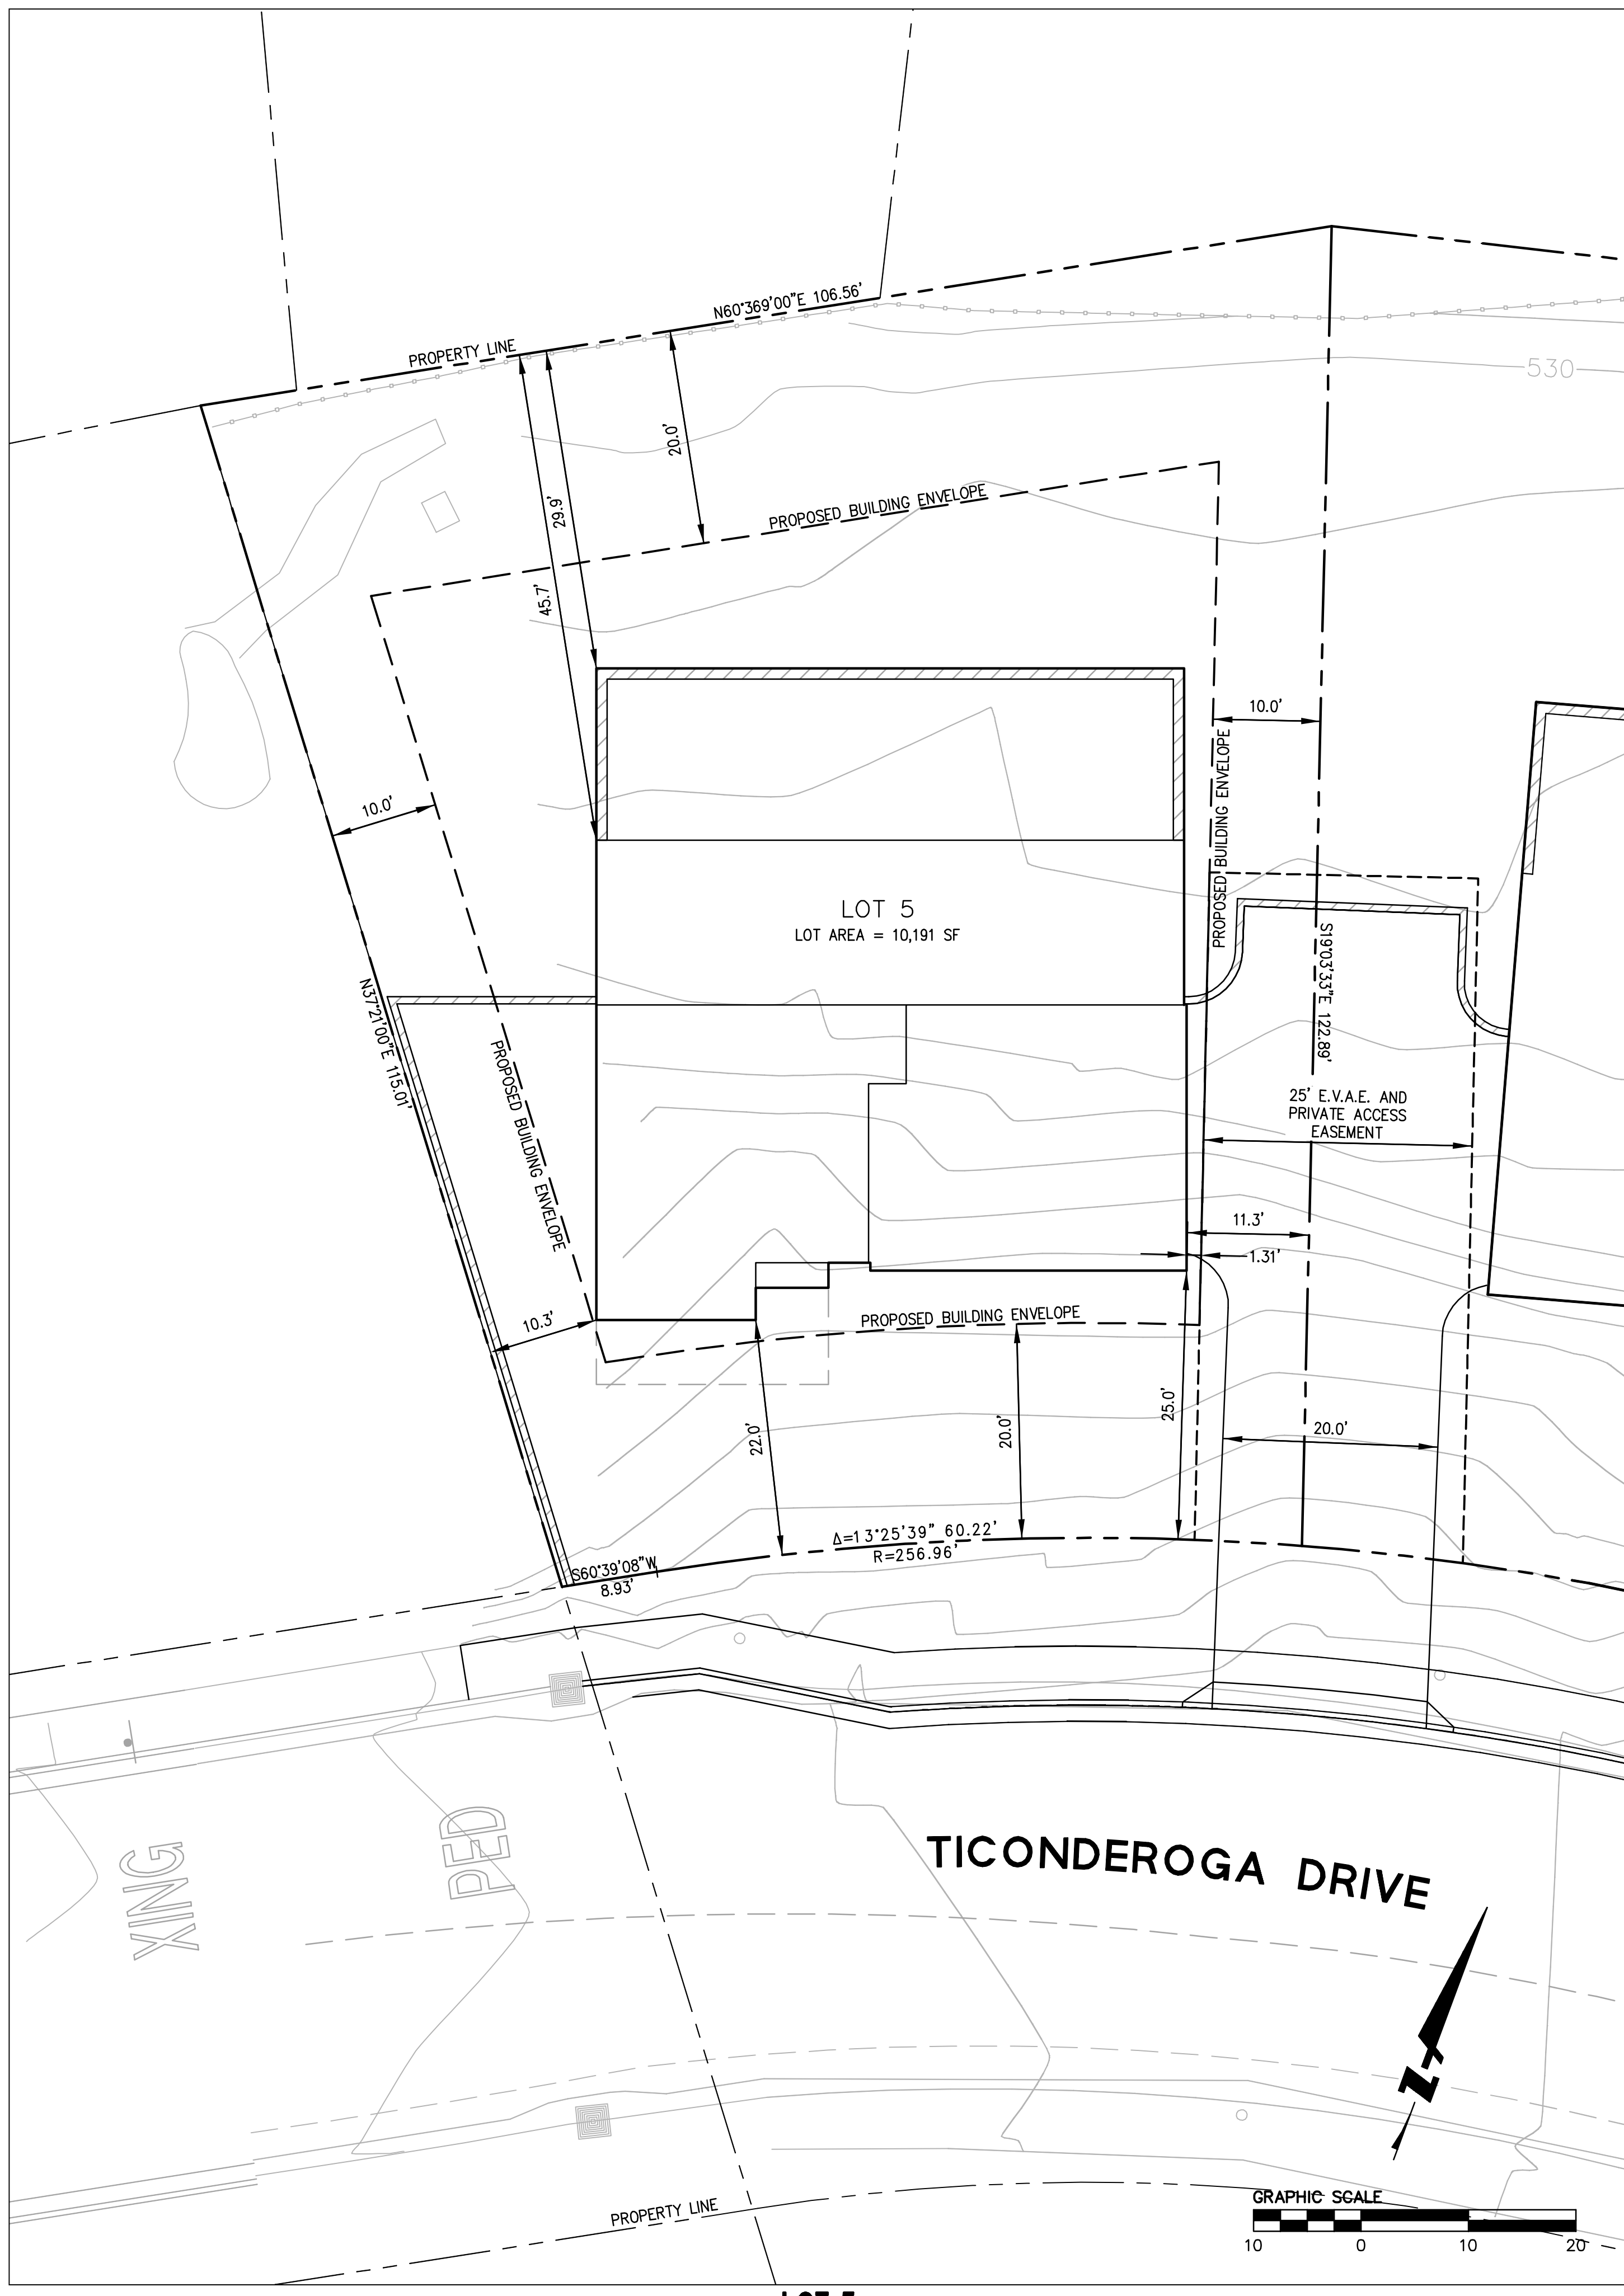 N60°369'00"E 106.56'
PROPERTY LINE
530
20.0'
29.9'
45.7'
PROPOSED BUILDING ENVELOPE
10.0'
PROPOSED BUILDING ENVELOPE
10.0'
LOT 5
LOT AREA = 10,191 SF
S19°03'33"E 122.89'
N37°21'00"E 115.01'
PROPOSED BUILDING ENVELOPE
25' E.V.A.E. AND
PRIVATE ACCESS
EASEMENT
11.3'
1.31'
10.3'
PROPOSED BUILDING ENVELOPE
22.0'
20.0'
25.0'
20.0'
Δ=13°25'39" 60.22'
R=256.96'
S60°39'08"W
8.93'
XING
PED
TICONDEROGA DRIVE
N
PROPERTY LINE
GRAPHIC SCALE
10 0 10 20